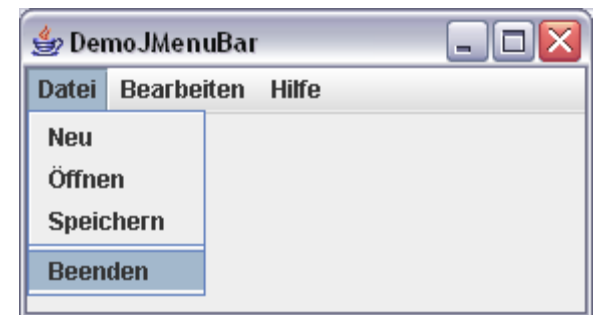 DemoJMenuBar
Datei Bearbeiten Hilfe
Neu
Öffnen
Speichern
Beenden